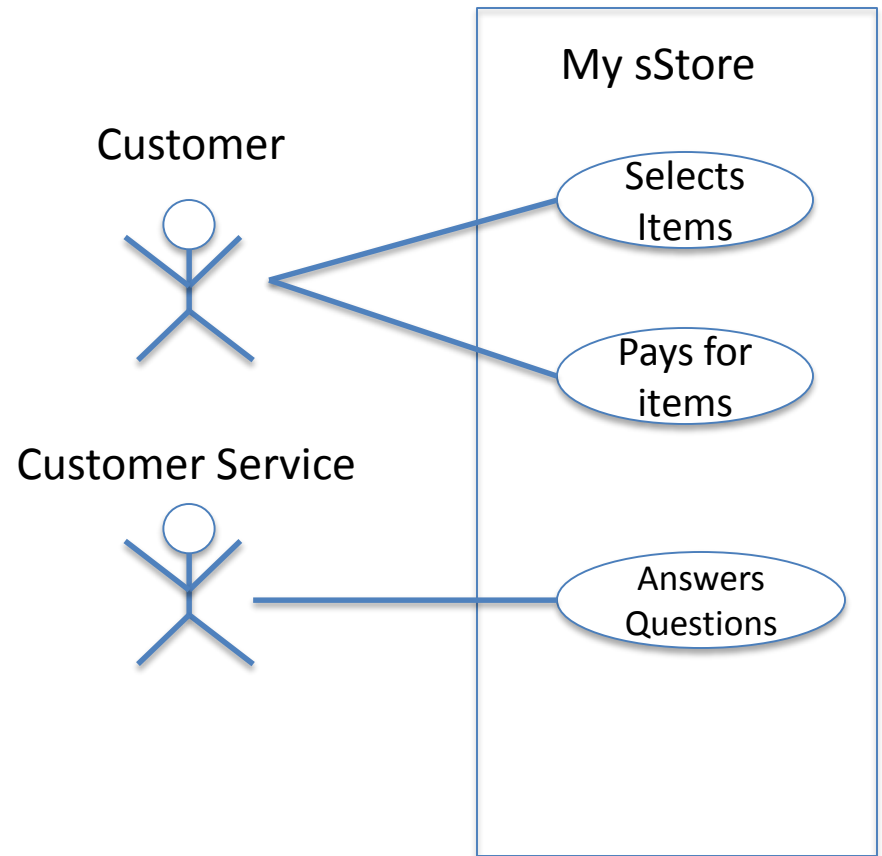 My sStore
Customer
Selects
Items
Pays for
items
Customer Service
Answers
Questions